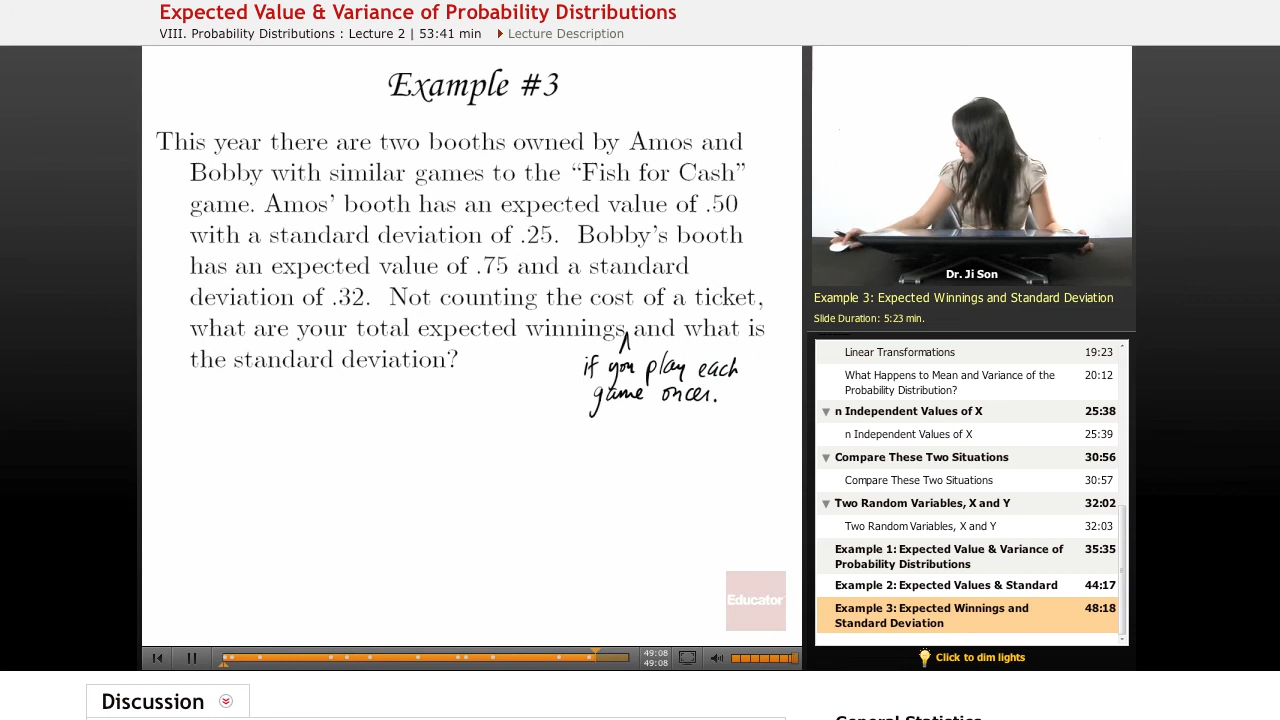 Expected Value & Variance of Probability Distributions
VIII. Probability Distributions : Lecture 2 | 53:41 min Lecture Description
Example #3
This year there are two booths owned by Amos and
Bobby with similar games to the “Fish for Cash”
game. Amos’ booth has an expected value of .50
with a standard deviation of .25. Bobby’s booth
has an expected value of .75 and a standard
deviation of .32. Not counting the cost of a ticket,
what are your total expected winnings and what is
the standard deviation?
if you play each
game once.
Educator
49:08
49:08
Dr. Ji Son
Example 3: Expected Winnings and Standard Deviation
Slide Duration: 5:23 min.
Linear Transformations 19:23
What Happens to Mean and Variance of the 20:12
Probability Distribution?
n Independent Values of X 25:38
n Independent Values of X 25:39
Compare These Two Situations 30:56
Compare These Two Situations 30:57
Two Random Variables, X and Y 32:02
Two Random Variables, X and Y 32:03
Example 1: Expected Value & Variance of 35:35
Probability Distributions
Example 2: Expected Values & Standard 44:17
Example 3: Expected Winnings and 48:18
Standard Deviation
Click to dim lights
Discussion
General Statistics